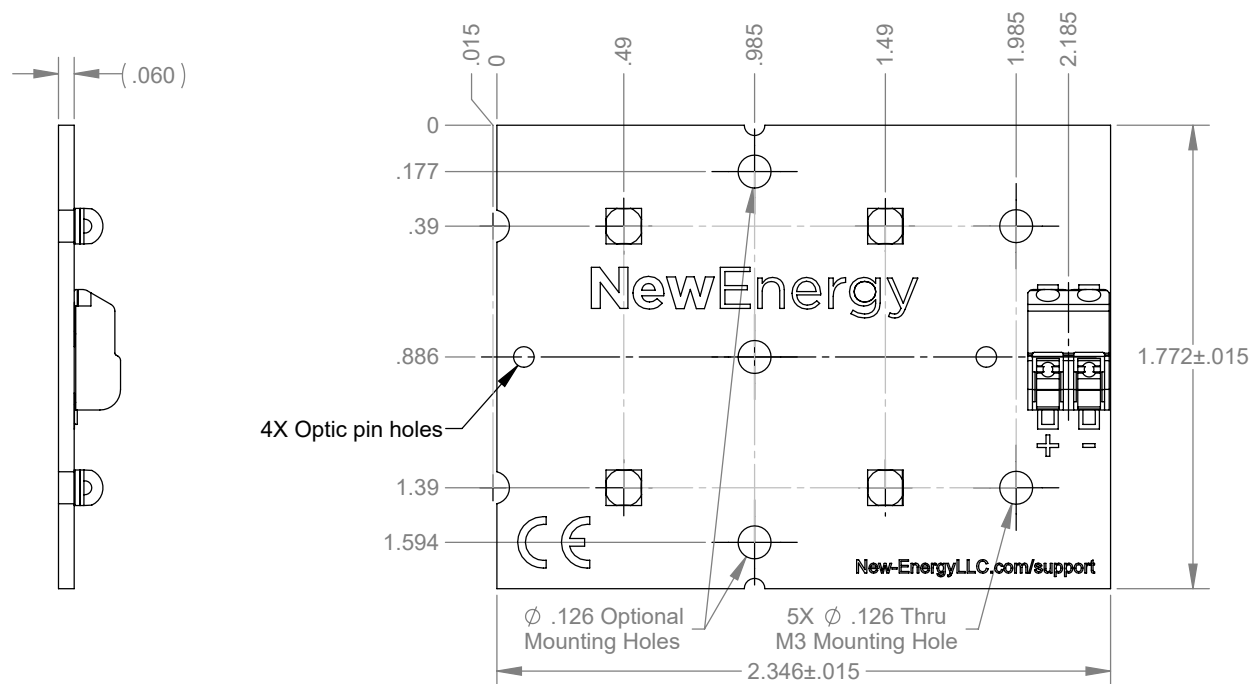 .015
0
.49
.985
1.49
1.985
2.185
(.060)
0
.177
.39
NewEnergy
.886
1.772±.015
4X Optic pin holes
+ -
1.39
1.594
CE
New-EnergyLLC.com/support
Ø .126 Optional
Mounting Holes
5X Ø .126 Thru
M3 Mounting Hole
2.346±.015